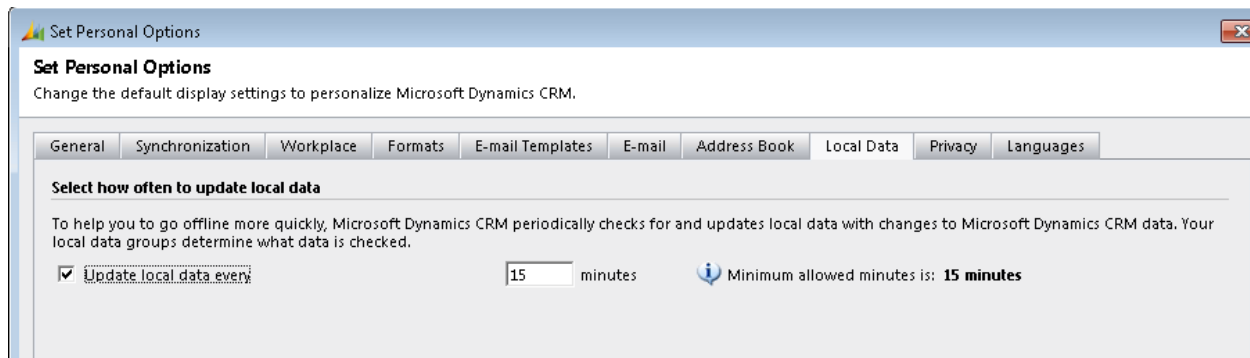 Set Personal Options
Set Personal Options
Change the default display settings to personalize Microsoft Dynamics CRM.
General Synchronization Workplace Formats E-mail Templates E-mail Address Book Local Data Privacy Languages
Select how often to update local data
To help you to go offline more quickly, Microsoft Dynamics CRM periodically checks for and updates local data with changes to Microsoft Dynamics CRM data. Your
local data groups determine what data is checked.
Update local data every 15 minutes Minimum allowed minutes is: 15 minutes